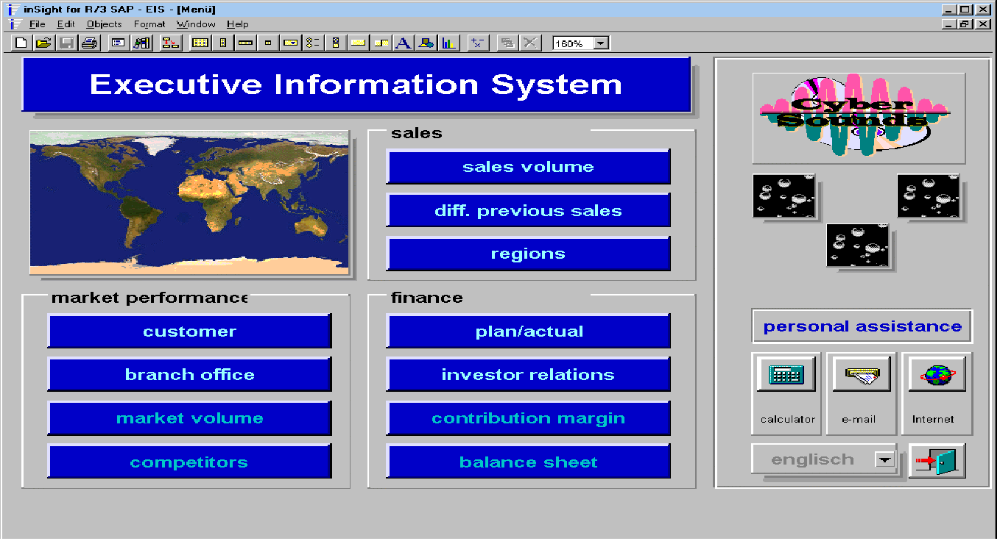 inSight for R/3 SAP - EIS - [Menü]
File Edit Objects Format Window Help
160%
Executive Information System
Cyber
Sounds
sales
sales volume
diff. previous sales
regions
market performance
customer
branch office
market volume
competitors
finance
plan/actual
investor relations
contribution margin
balance sheet
personal assistance
calculator e-mail Internet
englisch